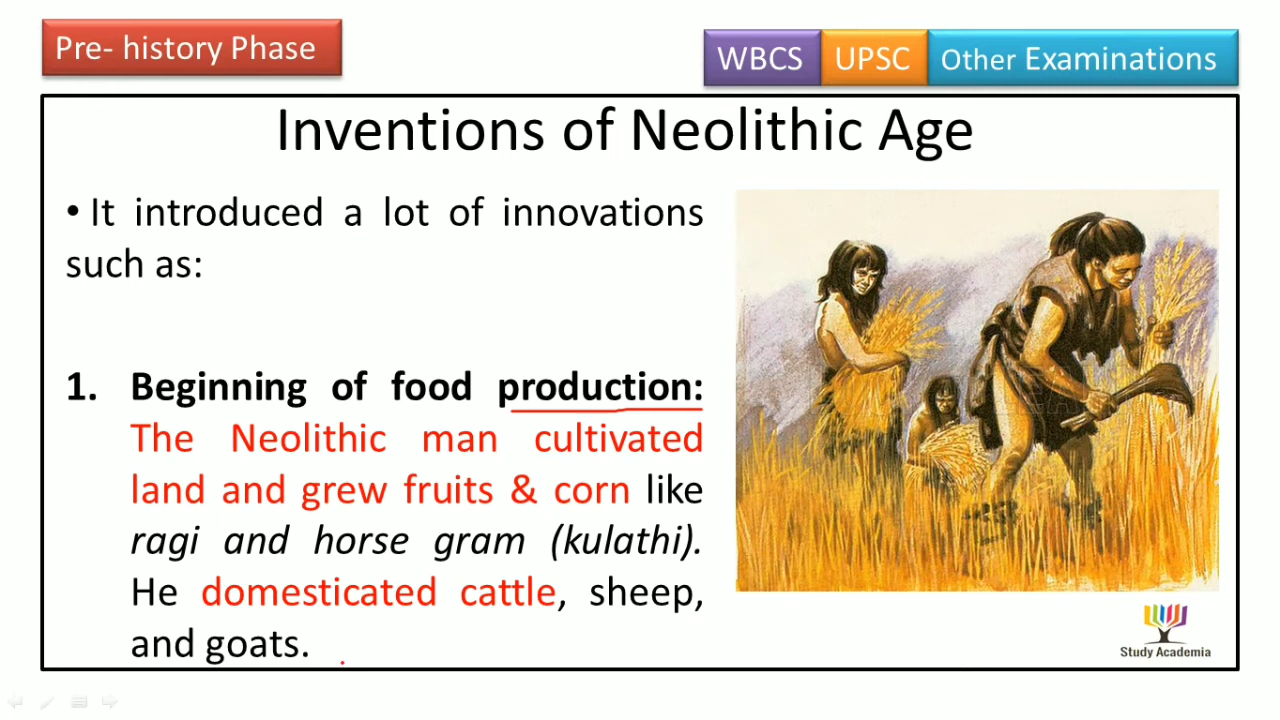 Pre- history Phase
WBCS UPSC Other Examinations
Inventions of Neolithic Age
• It introduced a lot of innovations
such as:
1. Beginning of food production:
The Neolithic man cultivated
land and grew fruits & corn like
ragi and horse gram (kulathi).
He domesticated cattle, sheep,
and goats.
Study Academia